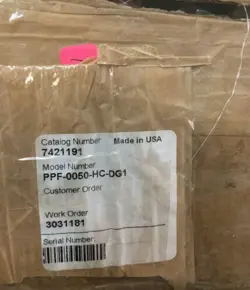 Catalog Number Made in USA
7421191
Model Number
PPF-0050-HC-DG1
Customer Order
Work Order
3031181
Serial Number